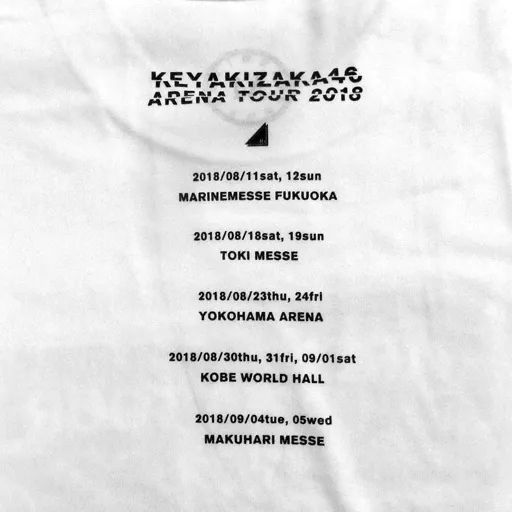 KEYAKIZAKA46
ARENA TOUR 2018
2018/08/11sat, 12sun
MARINEMESSE FUKUOKA
2018/08/18sat, 19sun
TOKI MESSE
2018/08/23thu, 24fri
YOKOHAMA ARENA
2018/08/30thu, 31fri, 09/01sat
KOBE WORLD HALL
2018/09/04tue, 05wed
MAKUHARI MESSE